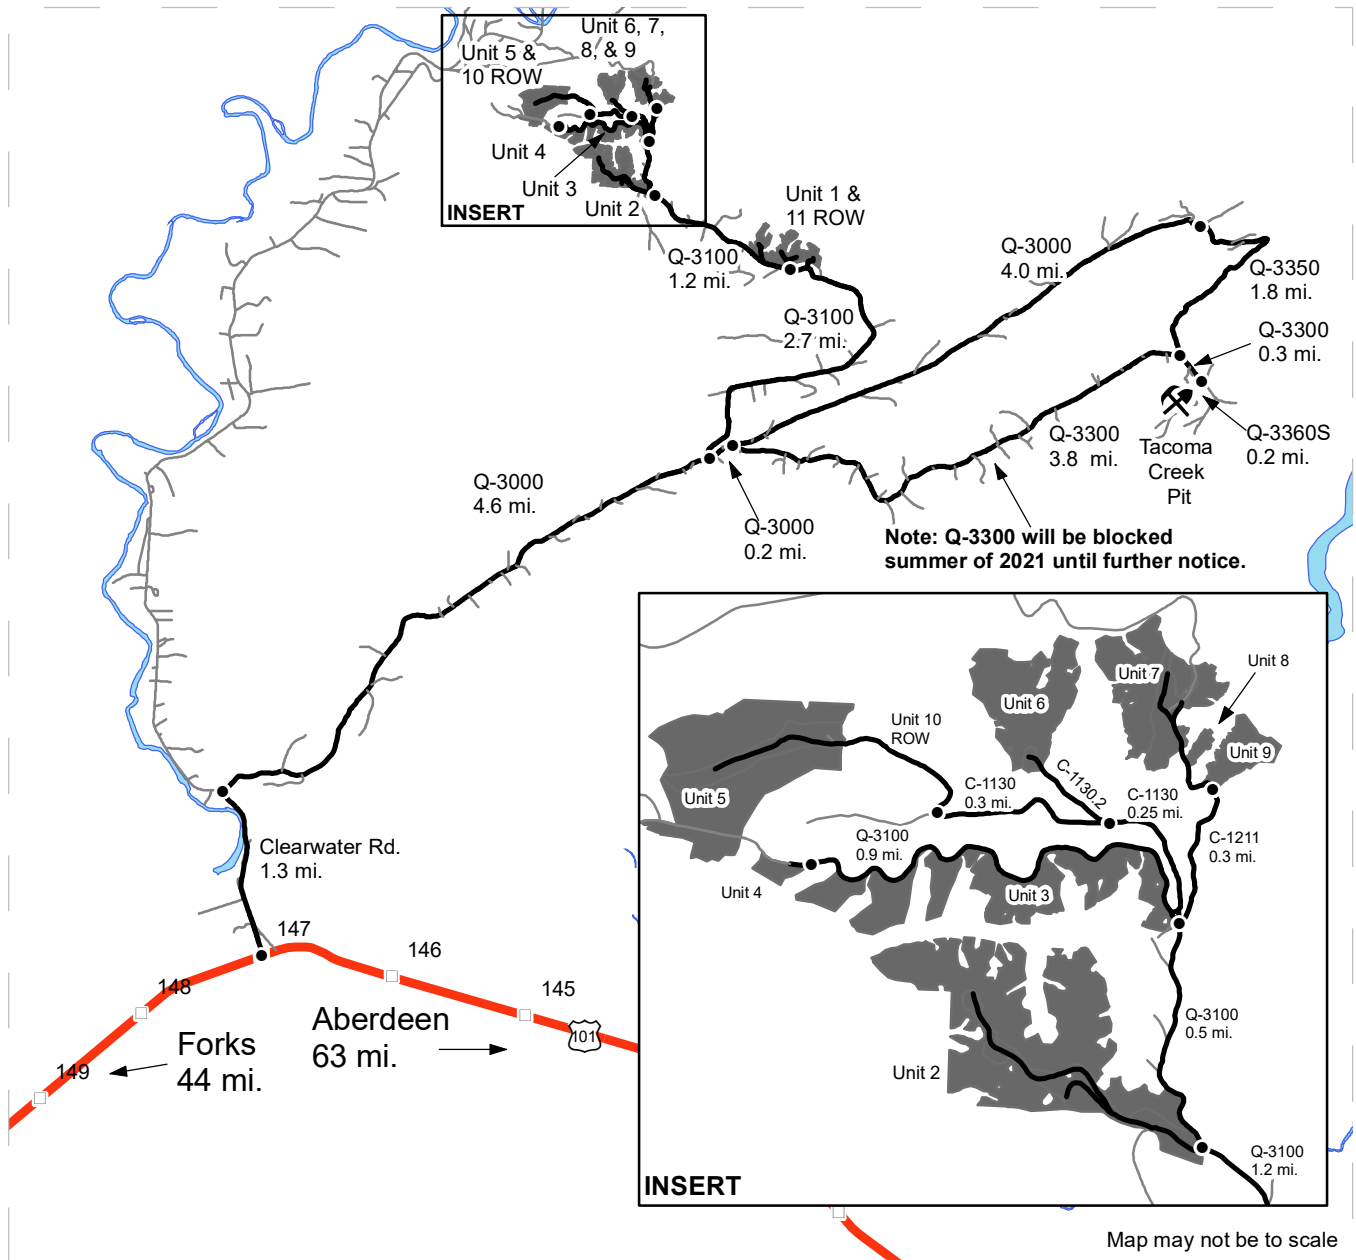 Unit 6, 7,
8, & 9
Unit 5 &
10 ROW
Unit 4
Unit 3
Unit 2
INSERT
Unit 1 &
11 ROW
Q-3100
1.2 mi.
Q-3100
2.7 mi.
Q-3000
4.0 mi.
Q-3350
1.8 mi.
Q-3300
0.3 mi.
Q-3360S
0.2 mi.
Q-3300
3.8 mi.
Tacoma
Creek
Pit
Q-3000
4.6 mi.
Q-3000
0.2 mi.
Note: Q-3300 will be blocked
summer of 2021 until further notice.
Clearwater Rd.
1.3 mi.
147
146
145
148
149
101
Forks
44 mi.
Aberdeen
63 mi.
Unit 7
Unit 8
Unit 6
Unit 9
Unit 10
ROW
Unit 5
C-1130
0.3 mi.
C-1130.2
C-1130
0.25 mi.
C-1211
0.3 mi.
Q-3100
0.9 mi.
Unit 4
Unit 3
Q-3100
0.5 mi.
Unit 2
Q-3100
1.2 mi.
INSERT
Map may not be to scale